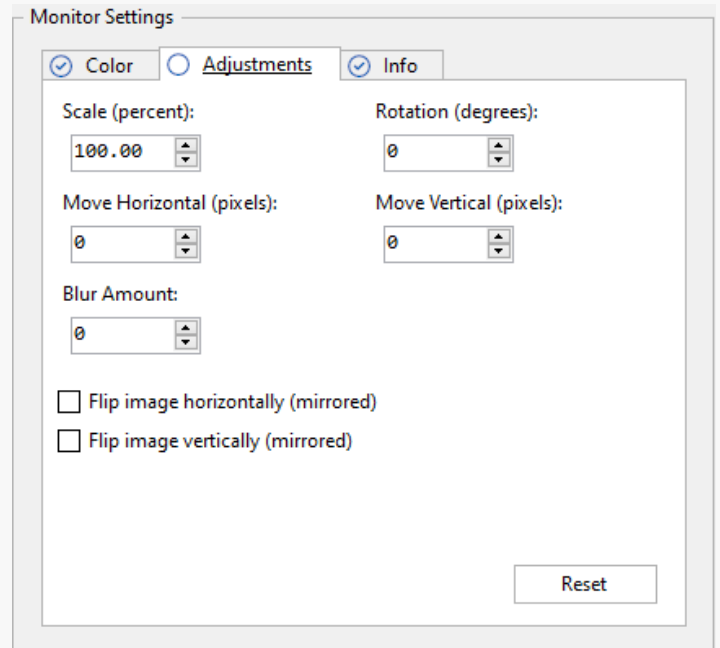 Monitor Settings
Color Adjustments Info
Scale (percent): Rotation (degrees):
100.00 0
Move Horizontal (pixels): Move Vertical (pixels):
0 0
Blur Amount:
0
Flip image horizontally (mirrored)
Flip image vertically (mirrored)
Reset